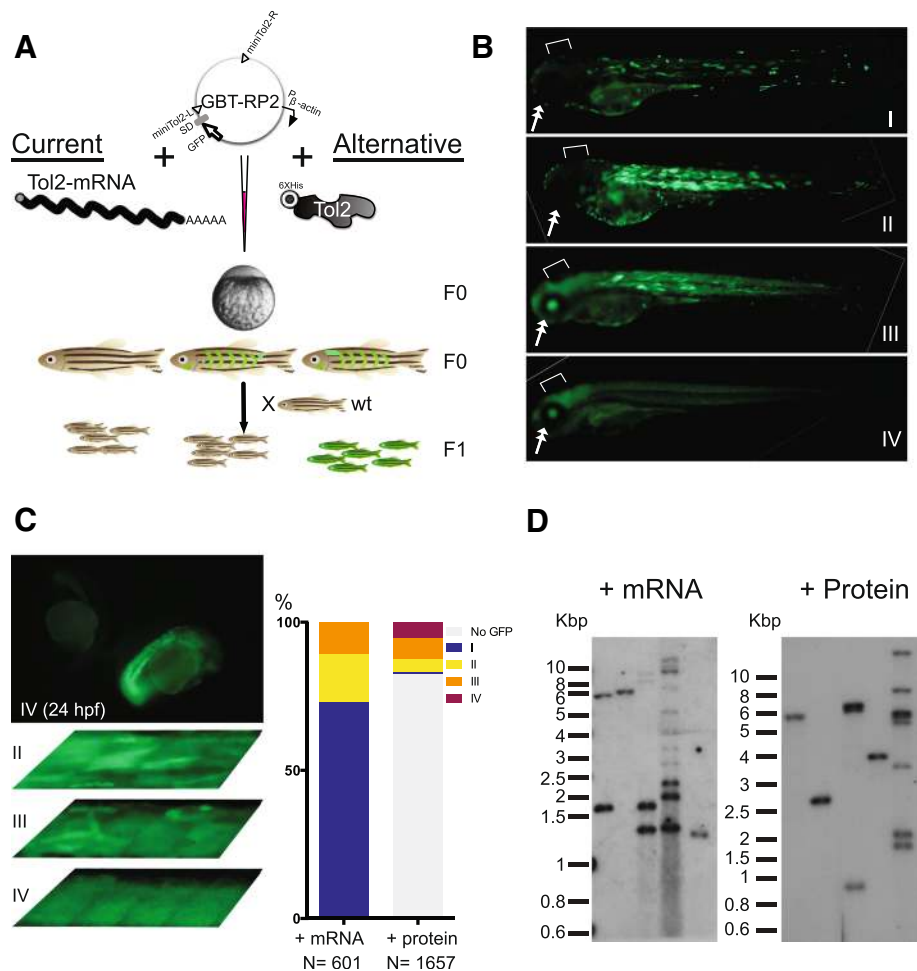 A
miniTol2-R
GBT-RP2
Pβ-actin
miniTol2-L
SD
GFP
Current
+
+
Alternative
Tol2-mRNA
AAAAA
6XHis
Tol2
F0
F0
X
wt
F1
B
I
II
III
IV
C
IV (24 hpf)
II
III
IV
%
100
50
0
No GFP
I
II
III
IV
+ mRNA
+ protein
N= 601
N= 1657
D
+ mRNA
+ Protein
Kbp
10
8
6
5
4
3
2.5
2
1.5
1
0.8
0.6
Kbp
10
8
6
5
4
3
2.5
2
1.5
1
0.8
0.6